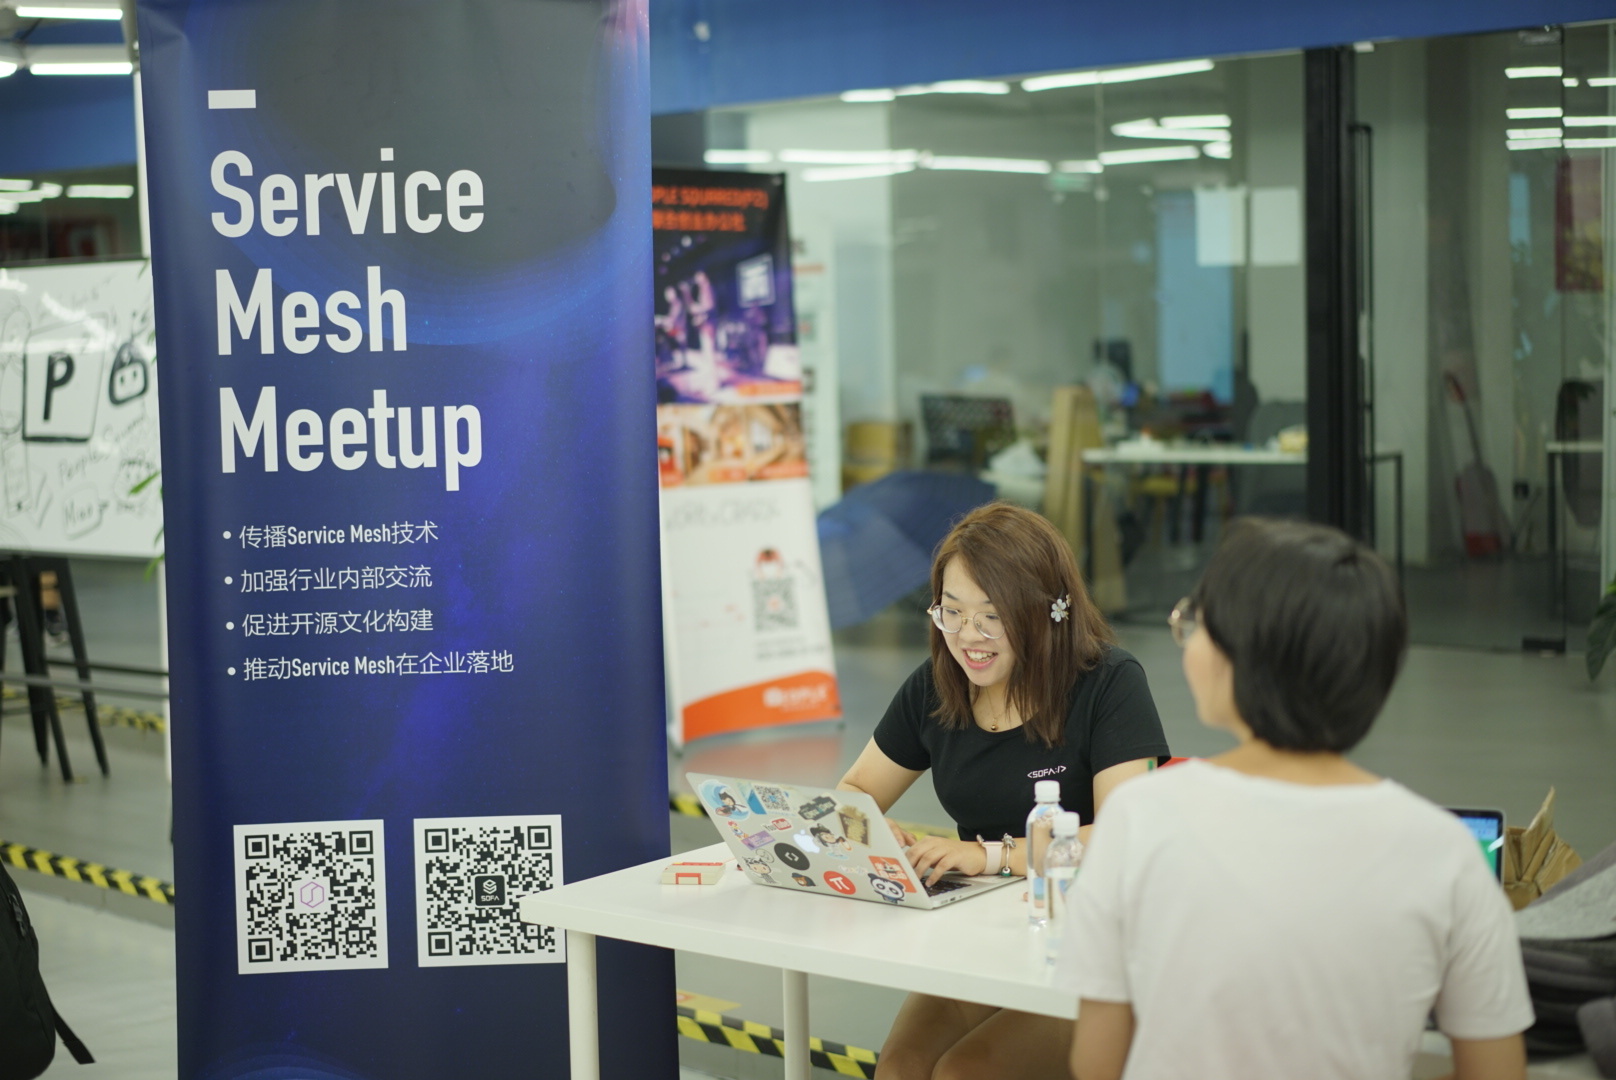 Service
Mesh
Meetup
• 传播Service Mesh技术
• 加强行业内部交流
• 促进开源文化构建
• 推动Service Mesh在企业落地
SOFA
P
<SOFA:/>